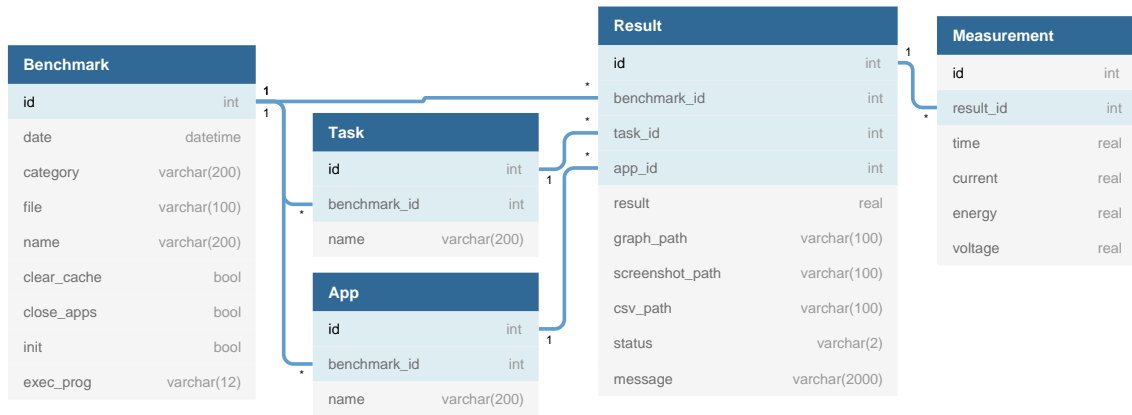 Benchmark
id int
date datetime
category varchar(200)
file varchar(100)
name varchar(200)
clear_cache bool
close_apps bool
init bool
exec_prog varchar(12)
1
1
*
*
Task
id int
benchmark_id int
name varchar(200)
1
App
id int
benchmark_id int
name varchar(200)
1
*
*
*
Result
id int
benchmark_id int
task_id int
app_id int
result real
graph_path varchar(100)
screenshot_path varchar(100)
csv_path varchar(100)
status varchar(2)
message varchar(2000)
1
*
Measurement
id int
result_id int
time real
current real
energy real
voltage real